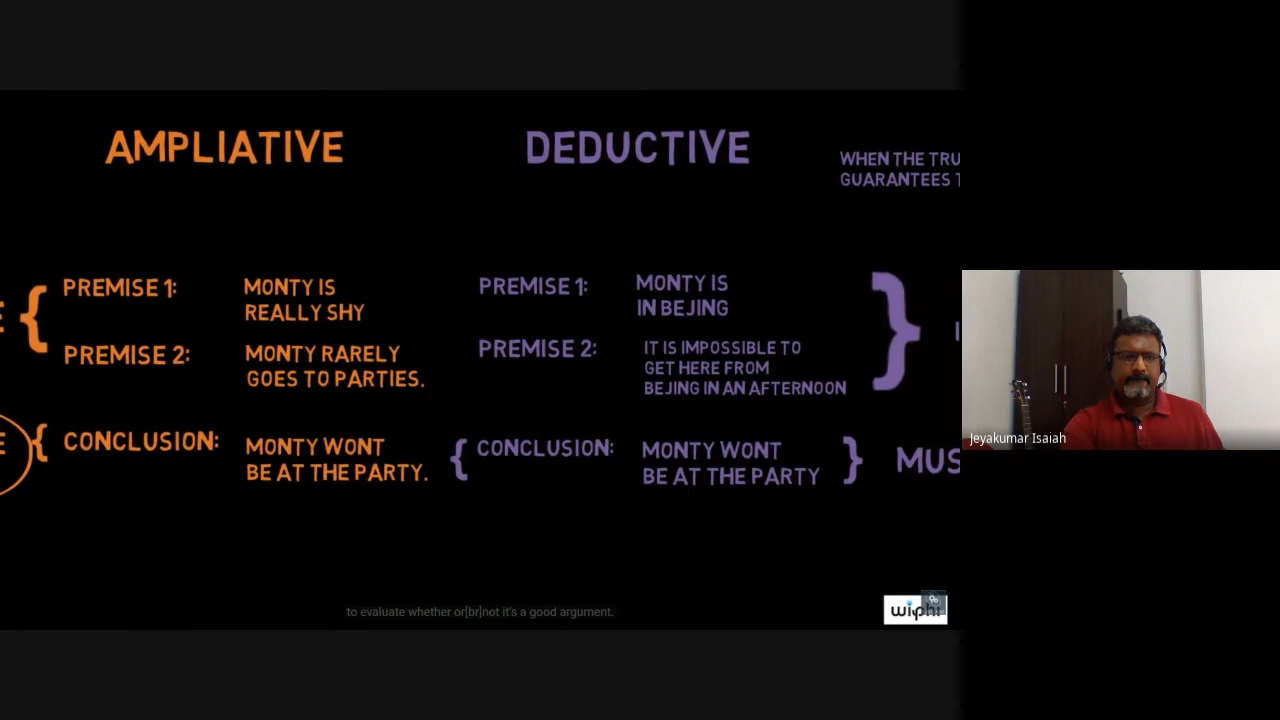 AMPLIATIVE
DEDUCTIVE
WHEN THE TRU
GUARANTEES T
PREMISE 1:
MONTY IS
REALLY SHY
PREMISE 2:
MONTY RARELY
GOES TO PARTIES.
CONCLUSION:
MONTY WONT
BE AT THE PARTY.
PREMISE 1:
MONTY IS
IN BEJING
PREMISE 2:
IT IS IMPOSSIBLE TO
GET HERE FROM
BEJING IN AN AFTERNOON
CONCLUSION:
MONTY WONT
BE AT THE PARTY
MUS
to evaluate whether or[br]not it's a good argument.
wiphi
Jeyakumar Isaiah